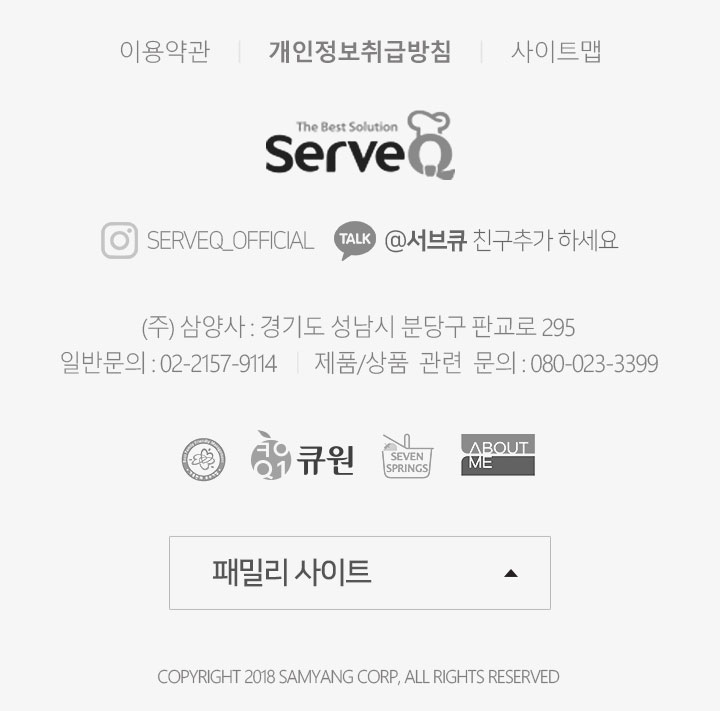 이용약관 | 개인정보취급방침 | 사이트맵
The Best Solution
ServeQ
SERVEQ_OFFICIAL TALK @서브큐 친구추가 하세요
(주) 삼양사 : 경기도 성남시 분당구 판교로 295
일반문의 : 02-2157-9114 | 제품/상품 관련 문의 : 080-023-3399
큐원
SEVEN
SPRINGS
ABOUT
ME
패밀리 사이트
COPYRIGHT 2018 SAMYANG CORP, ALL RIGHTS RESERVED